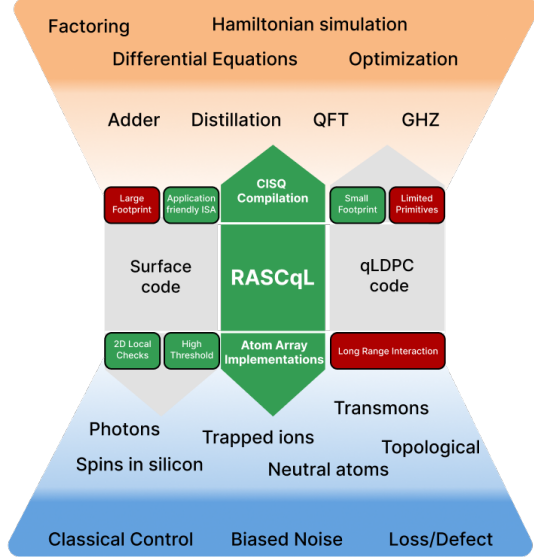 Factoring
Hamiltonian simulation
Differential Equations
Optimization
Adder
Distillation
QFT
GHZ
CISQ
Compilation
Large
Footprint
Application
friendly ISA
Small
Footprint
Limited
Primitives
Surface
code
RASCqL
qLDPC
code
2D Local
Checks
High
Threshold
Atom Array
Implementations
Long Range Interaction
Photons
Trapped ions
Transmons
Spins in silicon
Neutral atoms
Topological
Classical Control
Biased Noise
Loss/Defect